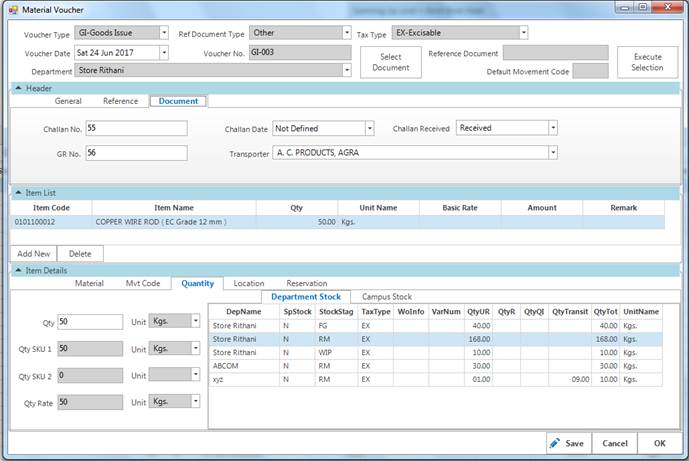 Material Voucher
Voucher Type GI-Goods Issue Ref Document Type Other Tax Type EX-Excisable
Voucher Date Sat 24 Jun 2017 Voucher No. GI-003 Select Document Reference Document Execute Selection
Department Store Rithani Default Movement Code
Header
General Reference Document
Challan No. 55 Challan Date Not Defined Challan Received Received
GR No. 56 Transporter A. C. PRODUCTS, AGRA
Item List
Item Code Item Name Qty Unit Name Basic Rate Amount Remark
0101100012 COPPER WIRE ROD ( EC Grade 12 mm ) 50.00 Kgs.
Add New Delete
Item Details
Material Mvt Code Quantity Location Reservation
Department Stock Campus Stock
DepName SpStock StockStag TaxType WoInfo VarNum QtyUR QtyR QtyQI QtyTransit QtyTot UnitName
Qty 50 Unit Kgs.
Store Rithani N FG EX 40.00 40.00 Kgs.
Store Rithani N RM EX 168.00 168.00 Kgs.
Qty SKU 1 50 Unit Kgs.
Store Rithani N WIP EX 10.00 10.00 Kgs.
ABCOM N RM EX 30.00 30.00 Kgs.
Qty SKU 2 0 Unit
xyz N RM EX 01.00 09.00 10.00 Kgs.
Qty Rate 50 Unit Kgs.
Save Cancel OK